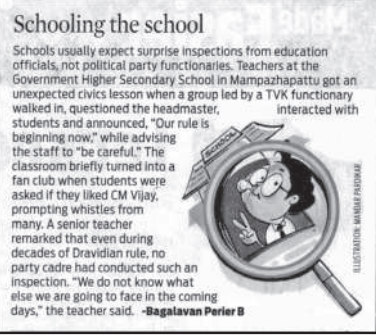 Schooling the school
Schools usually expect surprise inspections from education
officials, not political party functionaries. Teachers at the
Government Higher Secondary School in Mampazhapattu got an
unexpected civics lesson when a group led by a TVK functionary
walked in, questioned the headmaster, interacted with
students and announced, "Our rule is
beginning now," while advising
the staff to "be careful." The
classroom briefly turned into a
fan club when students were
asked if they liked CM Vijay,
prompting whistles from
many. A senior teacher
remarked that even during
decades of Dravidian rule, no
party cadre had conducted such an
inspection. "We do not know what
else we are going to face in the coming
days," the teacher said. -Bagalavan Perier B
SCHOOL
ILLUSTRATION: MANDAR PARDIKAR